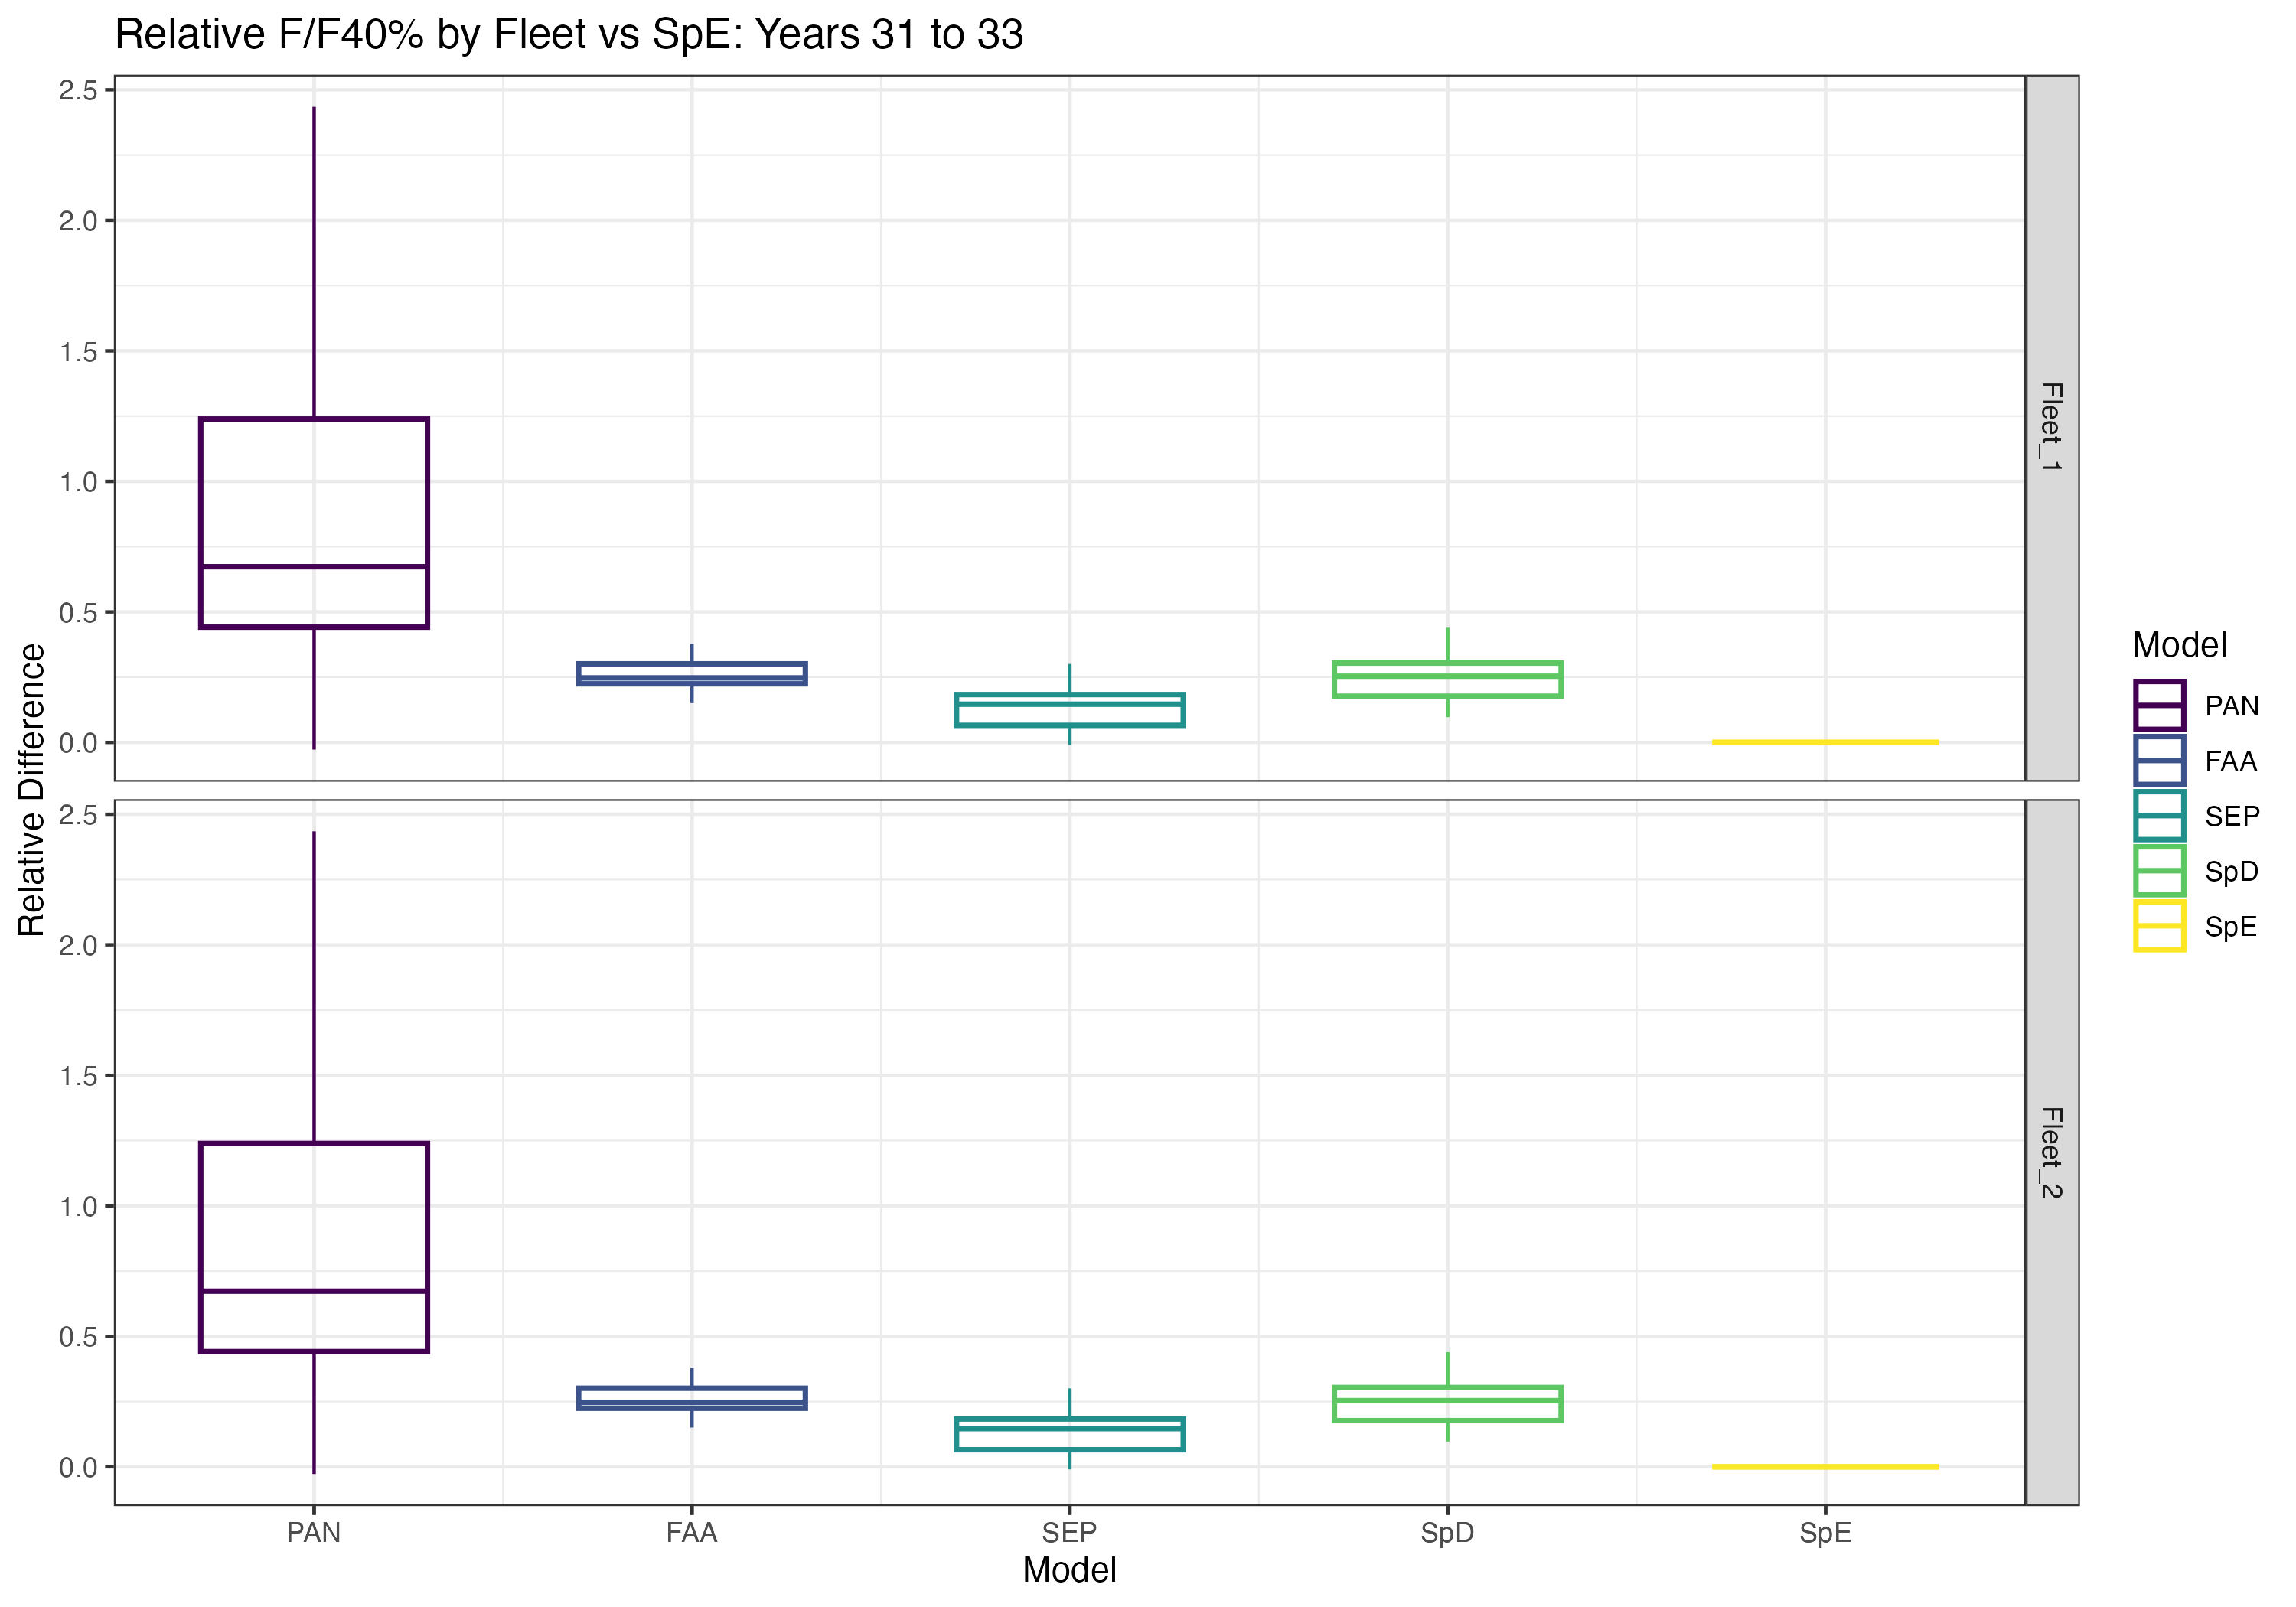 Relative F/F40% by Fleet vs SpE: Years 31 to 33
Relative Difference
2.5
2.0
1.5
1.0
0.5
0.0
Fleet_1
2.5
2.0
1.5
1.0
0.5
0.0
Fleet_2
PAN
FAA
SEP
SpD
SpE
Model
Model
PAN
FAA
SEP
SpD
SpE